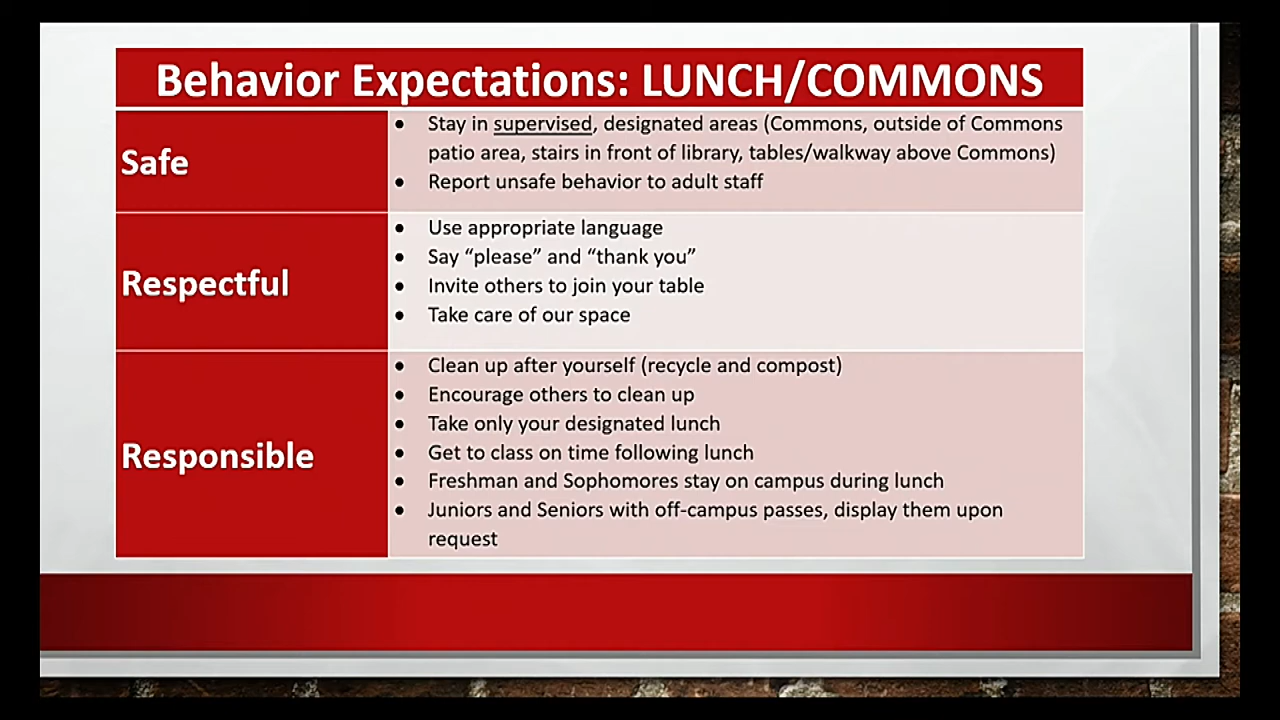 Behavior Expectations: LUNCH/COMMONS
Safe
• Stay in supervised, designated areas (Commons, outside of Commons
patio area, stairs in front of library, tables/walkway above Commons)
• Report unsafe behavior to adult staff
Respectful
• Use appropriate language
• Say “please” and “thank you”
• Invite others to join your table
• Take care of our space
Responsible
• Clean up after yourself (recycle and compost)
• Encourage others to clean up
• Take only your designated lunch
• Get to class on time following lunch
• Freshman and Sophomores stay on campus during lunch
• Juniors and Seniors with off-campus passes, display them upon
request